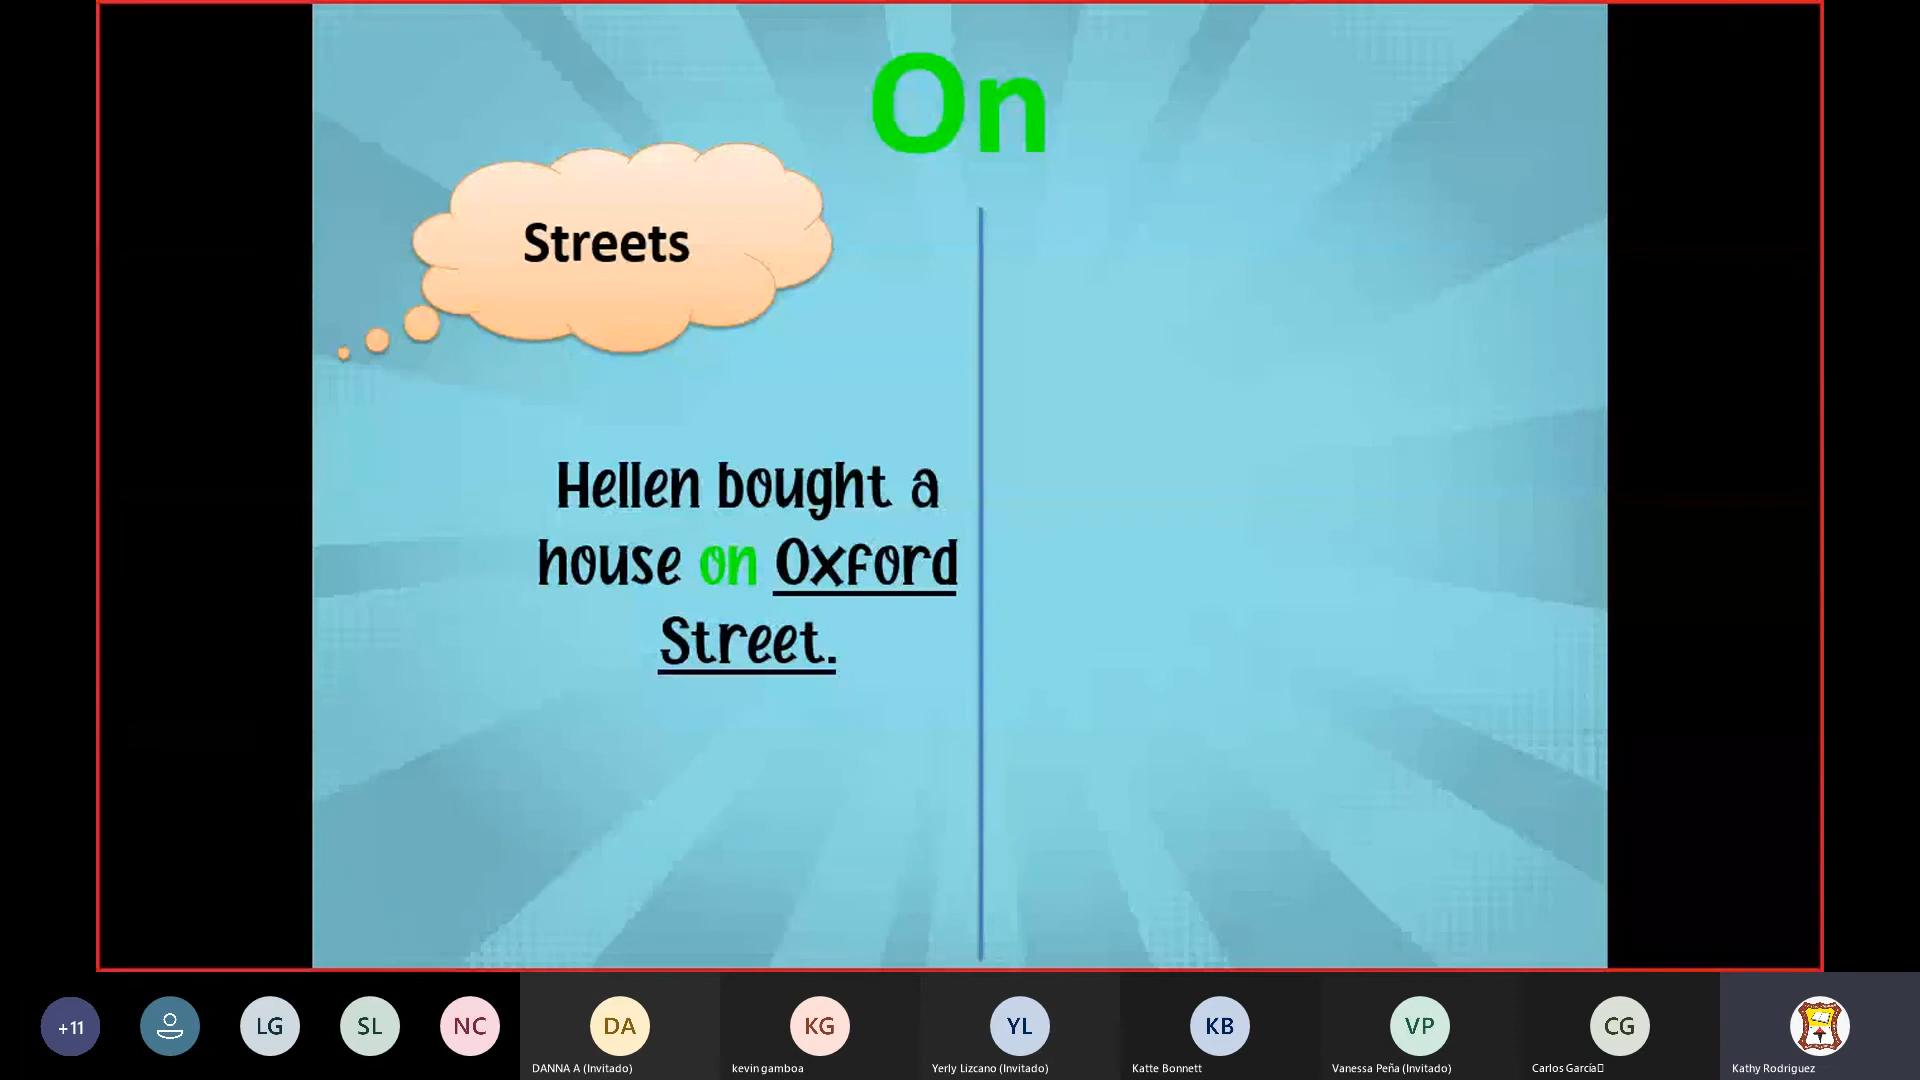 On
Streets
Hellen bought a
house on Oxford
Street.
+11
LG
SL
NC
DA
KG
YL
KB
VP
CG
DANNA A (Invitado)
kevin gamboa
Yerly Lizcano (Invitado)
Katte Bonnett
Vanessa Peña (Invitado)
Carlos García
Kathy Rodriguez